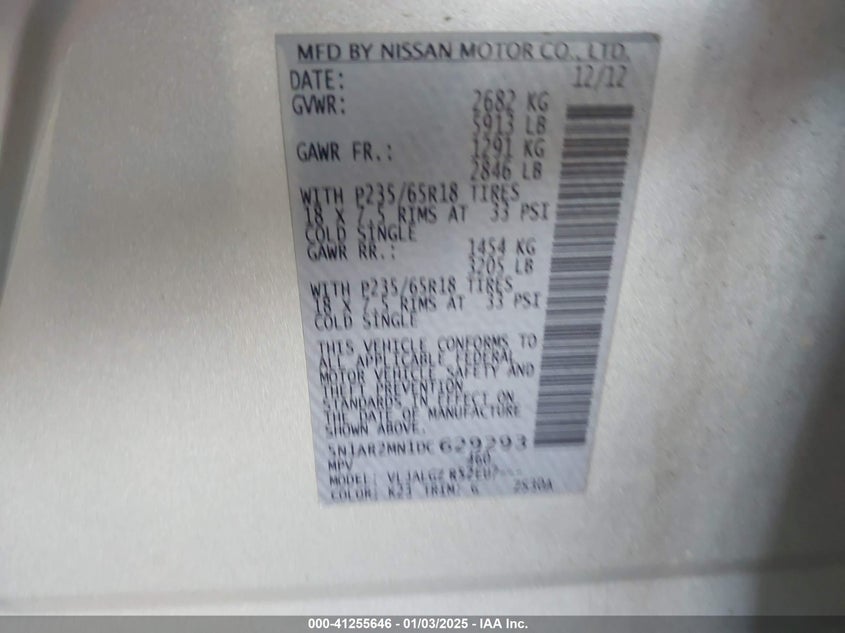 MFD BY NISSAN MOTOR CO., LTD.
DATE: 12/12
GVWR: 2682 KG
5913 LB
GAWR FR.: 1291 KG
2846 LB
WITH P235/65R18 TIRES
18 X 7.5 RIMS AT 33 PSI
COLD SINGLE
GAWR RR.: 1454 KG
3205 LB
WITH P235/65R18 TIRES
18 X 7.5 RIMS AT 33 PSI
COLD SINGLE
THIS VEHICLE CONFORMS TO
ALL APPLICABLE FEDERAL
MOTOR VEHICLE SAFETY AND
THEFT PREVENTION
STANDARDS IN EFFECT ON
THE DATE OF MANUFACTURE
SHOWN ABOVE.
5N1AR2MN1DC629293
MPV 460
MODEL:
COLOR: K23 TRIM: G 2S30A
000-41255646 - 01/03/2025 - IAA Inc.